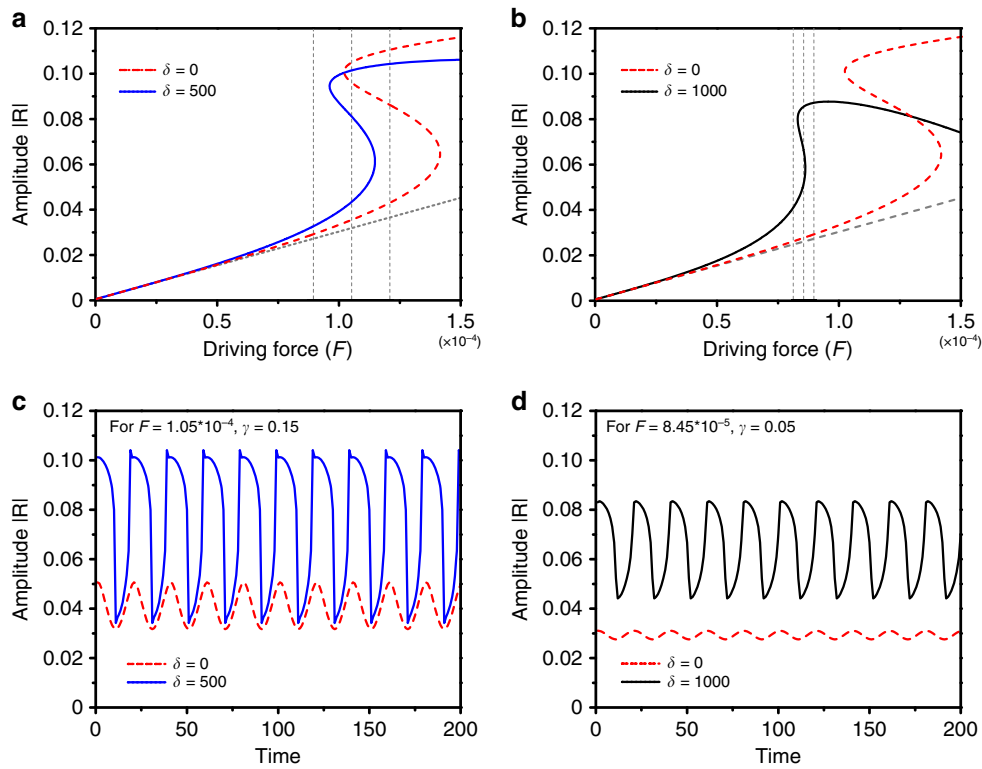 a
0.12
0.10
0.08
0.06
0.04
0.02
0
Amplitude |R|
δ = 0
δ = 500
0
0.5
1.0
1.5
(×10⁻⁴)
Driving force (F)
b
0.12
0.10
0.08
0.06
0.04
0.02
0
Amplitude |R|
δ = 0
δ = 1000
0
0.5
1.0
1.5
(×10⁻⁴)
Driving force (F)
c
0.12
0.10
0.08
0.06
0.04
0.02
0
Amplitude |R|
For F = 1.05*10⁻⁴, γ = 0.15
δ = 0
δ = 500
0
50
100
150
200
Time
d
0.12
0.10
0.08
0.06
0.04
0.02
0
Amplitude |R|
For F = 8.45*10⁻⁵, γ = 0.05
δ = 0
δ = 1000
0
50
100
150
200
Time